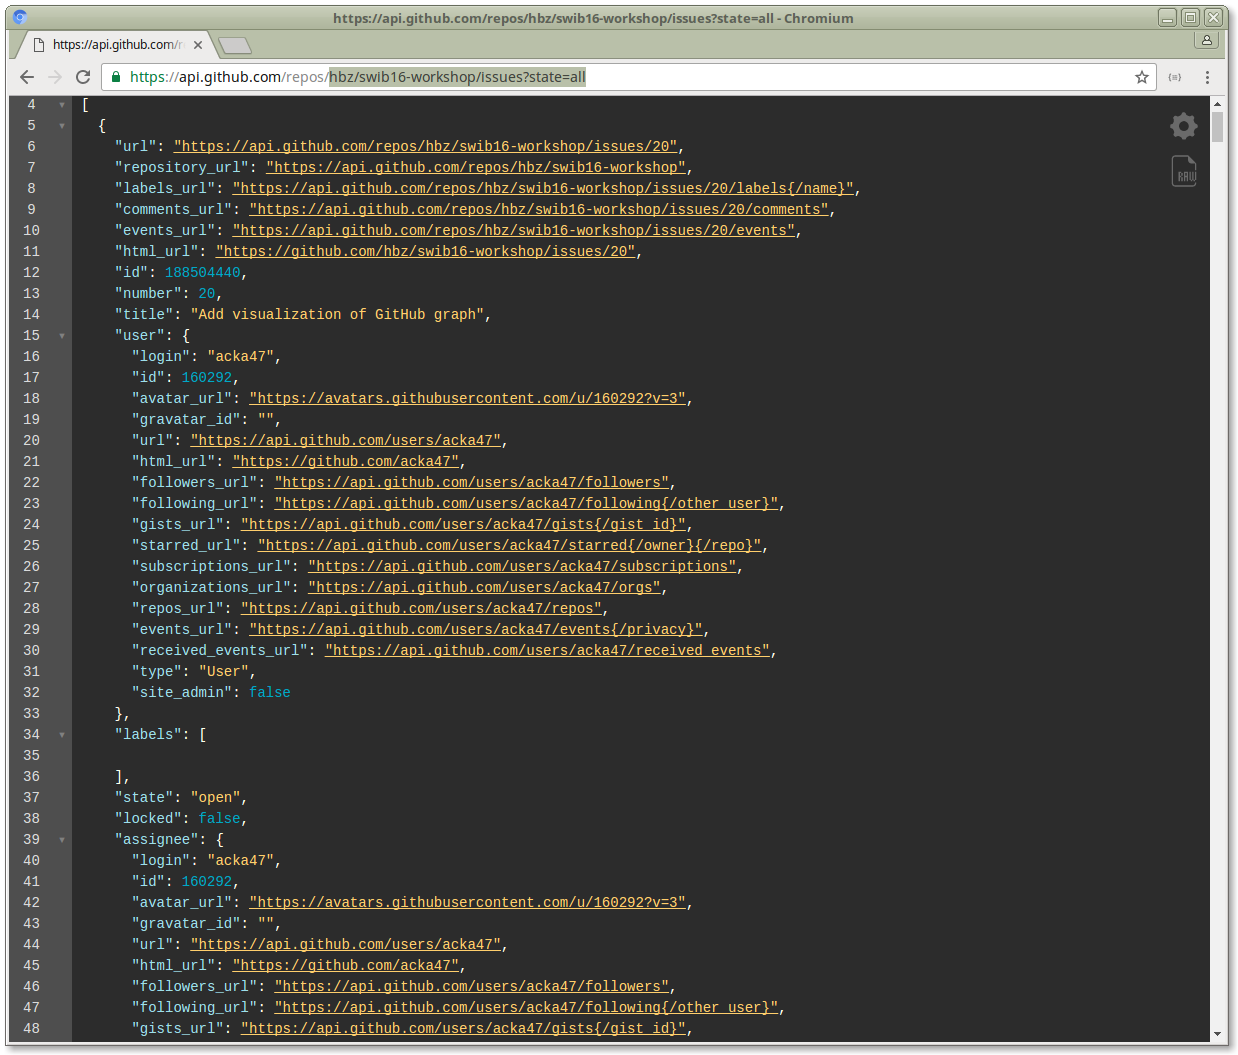 https://api.github.com/repos/hbz/swib16-workshop/issues?state=all - Chromium
https://api.github.com/r
https://api.github.com/repos/hbz/swib16-workshop/issues?state=all
4 [
5 {
6 "url": "https://api.github.com/repos/hbz/swib16-workshop/issues/20",
7 "repository_url": "https://api.github.com/repos/hbz/swib16-workshop",
8 "labels_url": "https://api.github.com/repos/hbz/swib16-workshop/issues/20/labels{/name}",
9 "comments_url": "https://api.github.com/repos/hbz/swib16-workshop/issues/20/comments",
10 "events_url": "https://api.github.com/repos/hbz/swib16-workshop/issues/20/events",
11 "html_url": "https://github.com/hbz/swib16-workshop/issues/20",
12 "id": 188504440,
13 "number": 20,
14 "title": "Add visualization of GitHub graph",
15 "user": {
16 "login": "acka47",
17 "id": 160292,
18 "avatar_url": "https://avatars.githubusercontent.com/u/160292?v=3",
19 "gravatar_id": "",
20 "url": "https://api.github.com/users/acka47",
21 "html_url": "https://github.com/acka47",
22 "followers_url": "https://api.github.com/users/acka47/followers",
23 "following_url": "https://api.github.com/users/acka47/following{/other_user}",
24 "gists_url": "https://api.github.com/users/acka47/gists{/gist_id}",
25 "starred_url": "https://api.github.com/users/acka47/starred{/owner}{/repo}",
26 "subscriptions_url": "https://api.github.com/users/acka47/subscriptions",
27 "organizations_url": "https://api.github.com/users/acka47/orgs",
28 "repos_url": "https://api.github.com/users/acka47/repos",
29 "events_url": "https://api.github.com/users/acka47/events{/privacy}",
30 "received_events_url": "https://api.github.com/users/acka47/received_events",
31 "type": "User",
32 "site_admin": false
33 },
34 "labels": [
35
36 ],
37 "state": "open",
38 "locked": false,
39 "assignee": {
40 "login": "acka47",
41 "id": 160292,
42 "avatar_url": "https://avatars.githubusercontent.com/u/160292?v=3",
43 "gravatar_id": "",
44 "url": "https://api.github.com/users/acka47",
45 "html_url": "https://github.com/acka47",
46 "followers_url": "https://api.github.com/users/acka47/followers",
47 "following_url": "https://api.github.com/users/acka47/following{/other_user}",
48 "gists_url": "https://api.github.com/users/acka47/gists{/gist_id}",
RAW